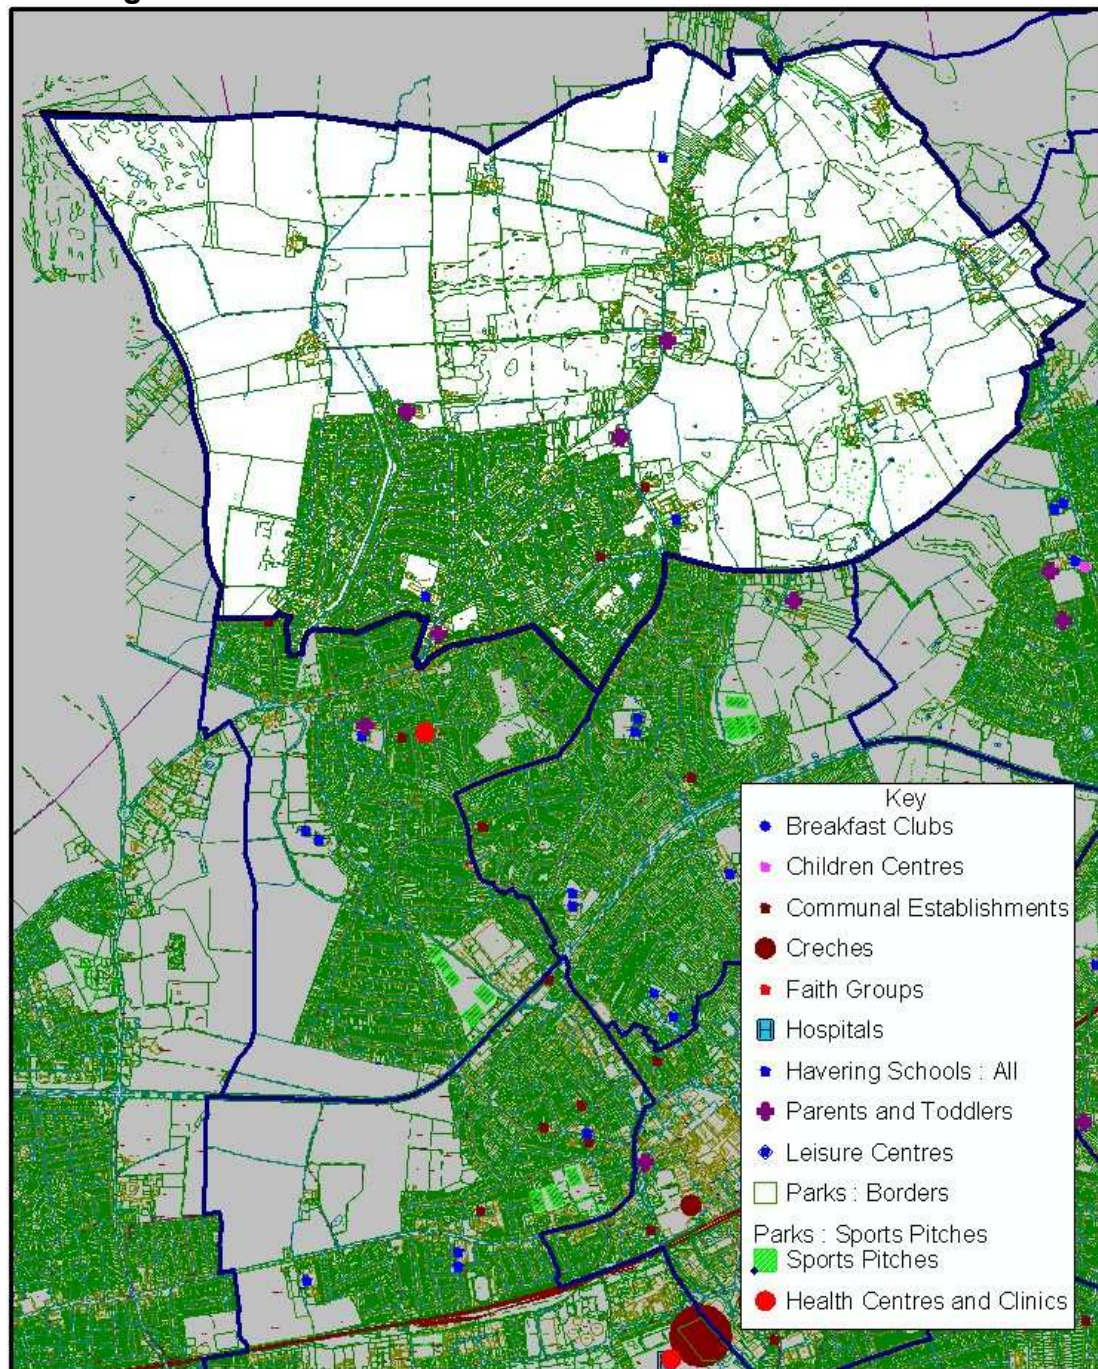 Key
Breakfast Clubs
Children Centres
Communal Establishments
Creches
Faith Groups
H Hospitals
Havering Schools : All
Parents and Toddlers
Leisure Centres
Parks : Borders
Parks : Sports Pitches
Sports Pitches
Health Centres and Clinics